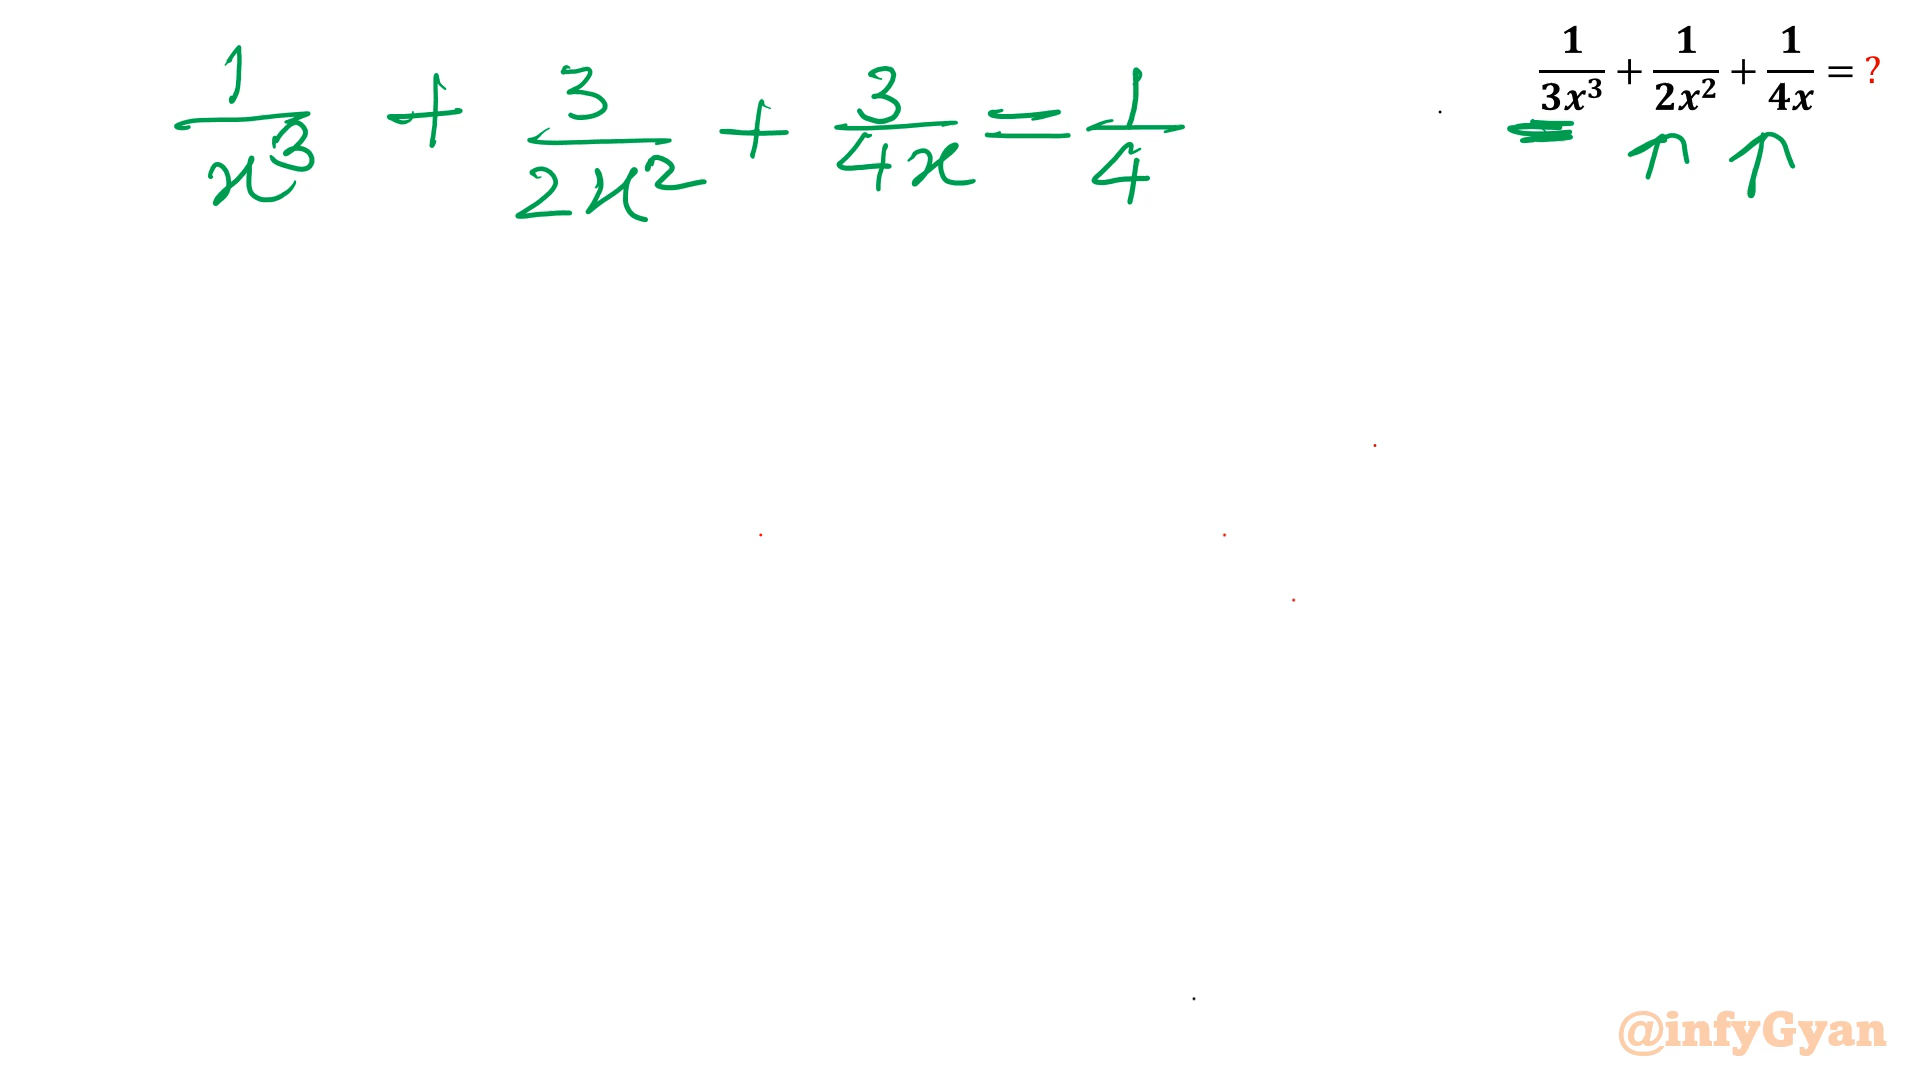 1/x³ + 3/2x² + 3/4x = 1/4
1/3x³ + 1/2x² + 1/4x = ?
@infyGyan